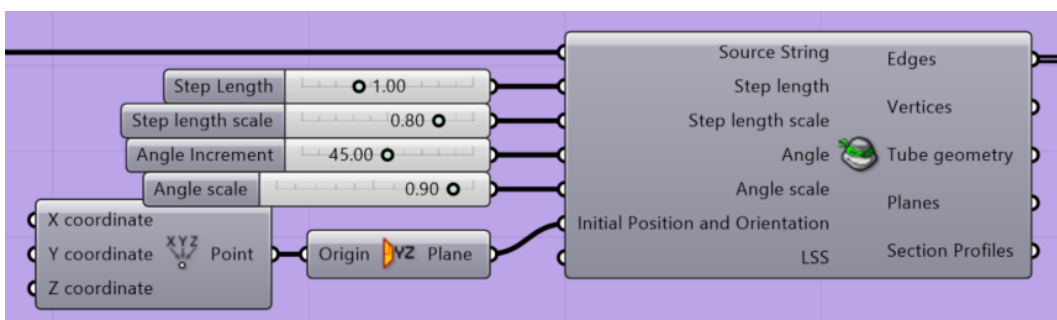 Source String
Edges
Step Length 1.00
Step length
Step length scale 0.80
Step length scale
Vertices
Angle Increment 45.00
Angle
Tube geometry
Angle scale 0.90
Angle scale
Planes
X coordinate
Initial Position and Orientation
Y coordinate XYZ Point
Origin YZ Plane
LSS
Section Profiles
Z coordinate